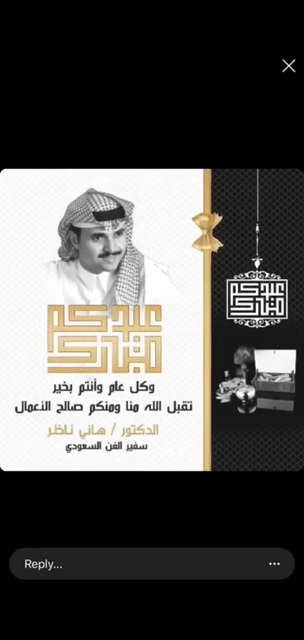 عيدكم
مبارك
عيدكم
مبارك
وكل عام وأنتم بخير
تقبل الله منا ومنكم صالح الأعمال
الدكتور / هاني ناظر
سفير الفن السعودي
Reply...